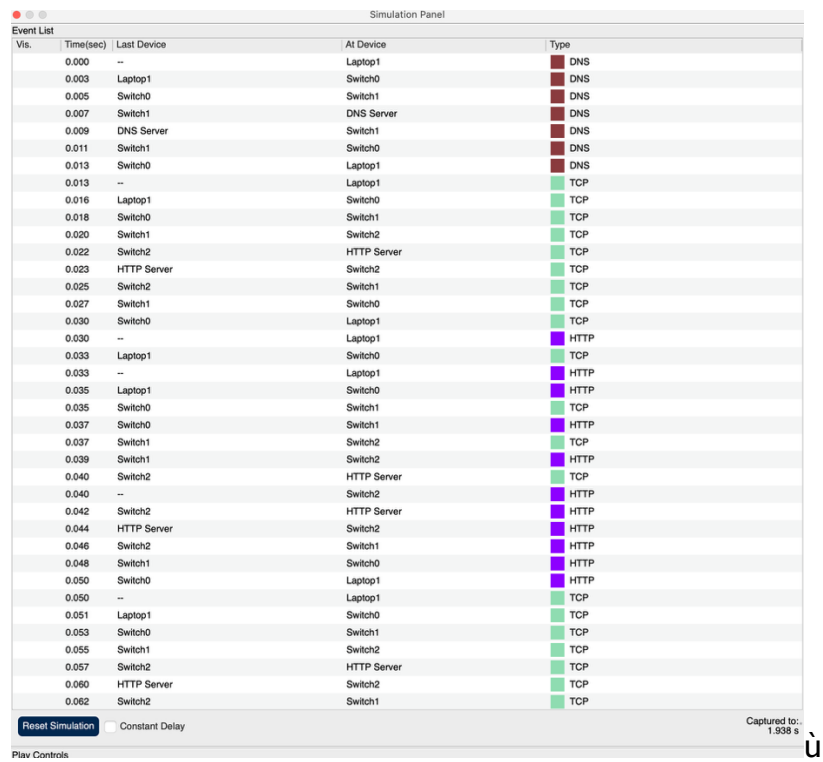 Simulation Panel
Event List
Vis. Time(sec) Last Device At Device Type
0.000 -- Laptop1 DNS
0.003 Laptop1 Switch0 DNS
0.005 Switch0 Switch1 DNS
0.007 Switch1 DNS Server DNS
0.009 DNS Server Switch1 DNS
0.011 Switch1 Switch0 DNS
0.013 Switch0 Laptop1 DNS
0.013 -- Laptop1 TCP
0.016 Laptop1 Switch0 TCP
0.018 Switch0 Switch1 TCP
0.020 Switch1 Switch2 TCP
0.022 Switch2 HTTP Server TCP
0.023 HTTP Server Switch2 TCP
0.025 Switch2 Switch1 TCP
0.027 Switch1 Switch0 TCP
0.030 Switch0 Laptop1 TCP
0.030 -- Laptop1 HTTP
0.033 Laptop1 Switch0 TCP
0.033 -- Laptop1 HTTP
0.035 Laptop1 Switch0 HTTP
0.035 Switch0 Switch1 TCP
0.037 Switch0 Switch1 HTTP
0.037 Switch1 Switch2 TCP
0.039 Switch1 Switch2 HTTP
0.040 Switch2 HTTP Server TCP
0.040 -- Switch2 HTTP
0.042 Switch2 HTTP Server HTTP
0.044 HTTP Server Switch2 HTTP
0.046 Switch2 Switch1 HTTP
0.048 Switch1 Switch0 HTTP
0.050 Switch0 Laptop1 HTTP
0.050 -- Laptop1 TCP
0.051 Laptop1 Switch0 TCP
0.053 Switch0 Switch1 TCP
0.055 Switch1 Switch2 TCP
0.057 Switch2 HTTP Server TCP
0.060 HTTP Server Switch2 TCP
0.062 Switch2 Switch1 TCP
Reset Simulation Constant Delay Captured to:.
1.938 s
ù
Play Controls